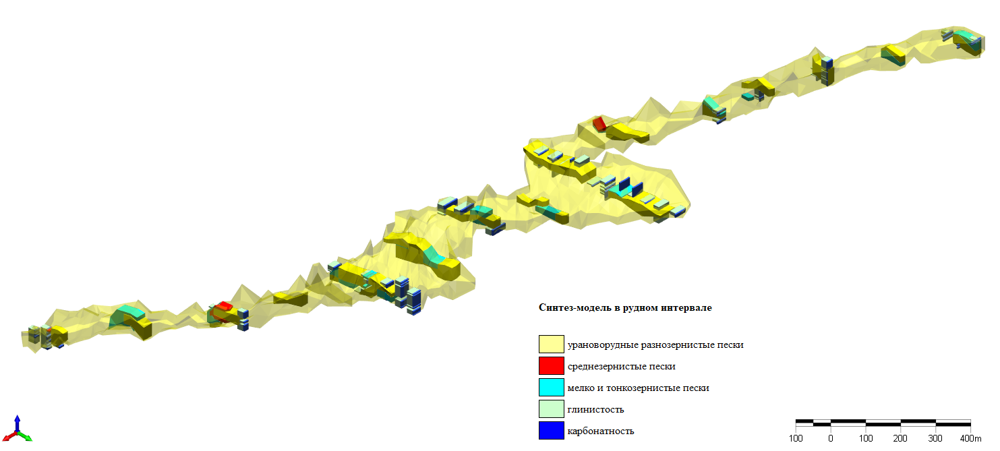 Синтез-модель в рудном интервале
урановорудные разнозернистые пески
среднезернистые пески
мелко и тонкозернистые пески
глинистость
карбонатность
100 0 100 200 300 400m